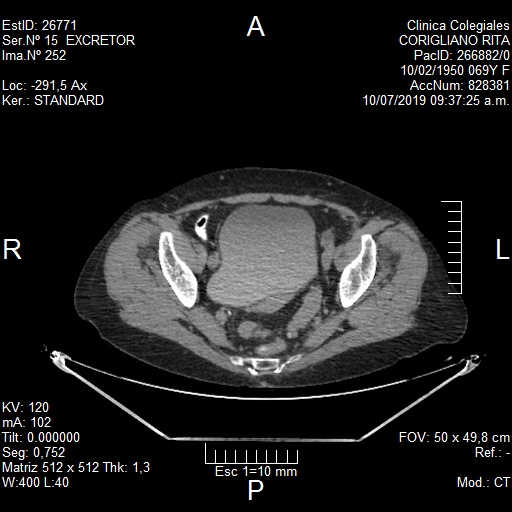 EstID: 26771
Ser.Nº 15 EXCRETOR
Ima.Nº 252
Loc: -291,5 Ax
Ker.: STANDARD
A
Clinica Colegiales
CORIGLIANO RITA
PacID: 266882/0
10/02/1950 069Y F
AccNum: 828381
10/07/2019 09:37:25 a.m.
R
L
KV: 120
mA: 102
Tilt: 0.000000
Seg: 0,752
Matriz 512 x 512 Thk: 1,3
W:400 L:40
Esc 1=10 mm
P
FOV: 50 x 49,8 cm
Ref.: -
Mod.: CT